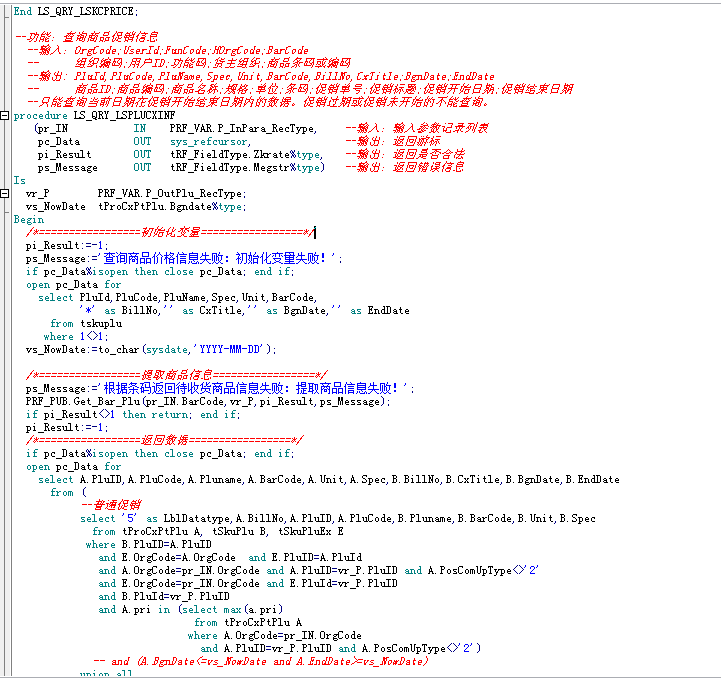 End LS_QRY_LSKCPRICE;
--功能: 查询商品促销信息
--输入: OrgCode;UserId;FunCode;HOrgCode;BarCode
-- 组织编码;用户ID;功能码;货主组织;商品条码或编码
--输出: PluId,PluCode,PluName,Spec,Unit,BarCode,BillNo,CxTitle;BgnDate;EndDate
-- 商品ID;商品编码;商品名称;规格;单位;条码;促销单号;促销标题;促销开始日期;促销结束日期
--只能查询当前日期在促销开始结束日期内的数据。促销过期或促销未开始的不能查询。
procedure LS_QRY_LSPLUCXINF
(pr_IN IN PRF_VAR.P_InPara_RecType, --输入: 输入参数记录列表
pc_Data OUT sys_refcursor, --输出: 返回游标
pi_Result OUT tRF_FieldType.Zkrate%type, --输出: 返回是否合法
ps_Message OUT tRF_FieldType.Megstr%type) --输出: 返回错误信息
Is
vr_P PRF_VAR.P_OutPlu_RecType;
vs_NowDate tProCxPtPlu.Bgndate%type;
Begin
/*==================初始化变量==================*/
pi_Result:=-1;
ps_Message:='查询商品价格信息失败: 初始化变量失败! ';
if pc_Data%isopen then close pc_Data; end if;
open pc_Data for
select PluId,PluCode,PluName,Spec,Unit,BarCode,
'*' as BillNo,'' as CxTitle,'' as BgnDate,'' as EndDate
from tskuplu
where 1<>1;
vs_NowDate:=to_char(sysdate,'YYYY-MM-DD');
/*==================提取商品信息==================*/
ps_Message:='根据条码返回待收货商品信息失败: 提取商品信息失败! ';
PRF_PUB.Get_Bar_Plu(pr_IN.BarCode,vr_P,pi_Result,ps_Message);
if pi_Result<>1 then return; end if;
pi_Result:=-1;
/*==================返回数据==================*/
if pc_Data%isopen then close pc_Data; end if;
open pc_Data for
select A.PluID,A.PluCode,A.Pluname,A.BarCode,A.Unit,A.Spec,B.BillNo,B.CxTitle,B.BgnDate,B.EndDate
from (
--普通促销
select '5' as LblDatatype,A.BillNo,A.PluID,A.PluCode,B.Pluname,B.BarCode,B.Unit,B.Spec
from tProCxPtPlu A, tSkuPlu B, tSkuPluEx E
where B.PluID=A.PluID
and E.OrgCode=A.OrgCode and E.PluID=A.PluId
and A.OrgCode=pr_IN.OrgCode and A.PluID=vr_P.PluID and A.PosComUpType<>'2'
and E.OrgCode=pr_IN.OrgCode and E.PluId=vr_P.PluID
and B.PluId=vr_P.PluID
and A.pri in (select max(a.pri)
from tProCxPtPlu A
where A.OrgCode=pr_IN.OrgCode
and A.PluID=vr_P.PluID and A.PosComUpType<>'2')
-- and (A.BgnDate<=vs_NowDate and A.EndDate>=vs_NowDate)
union all